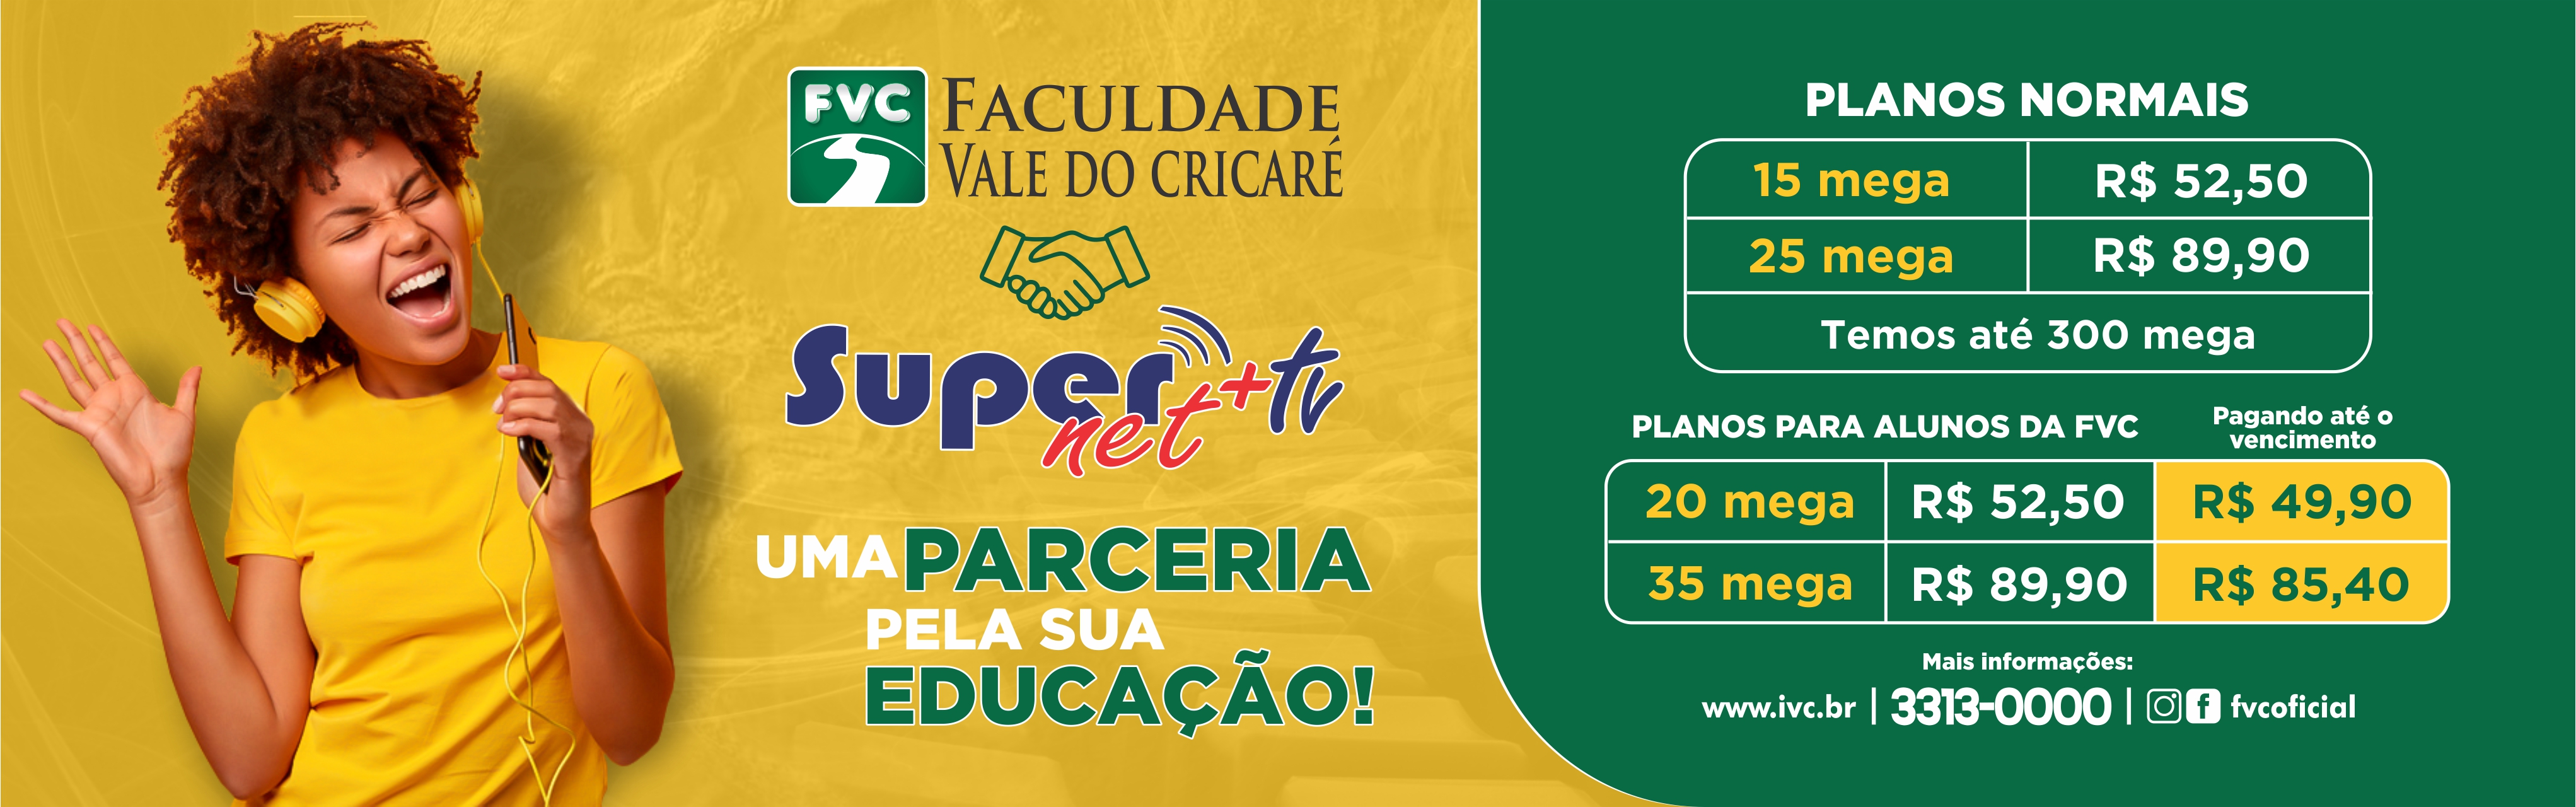 FVC
FACULDADE
VALE DO CRICARÉ
Super
net+tv
UMA PARCERIA
PELA SUA
EDUCAÇÃO!
PLANOS NORMAIS
15 mega R$ 52,50
25 mega R$ 89,90
Temos até 300 mega
PLANOS PARA ALUNOS DA FVC
Pagando até o
vencimento
20 mega R$ 52,50 R$ 49,90
35 mega R$ 89,90 R$ 85,40
Mais informações:
www.ivc.br | 3313-0000 | fvcoficial